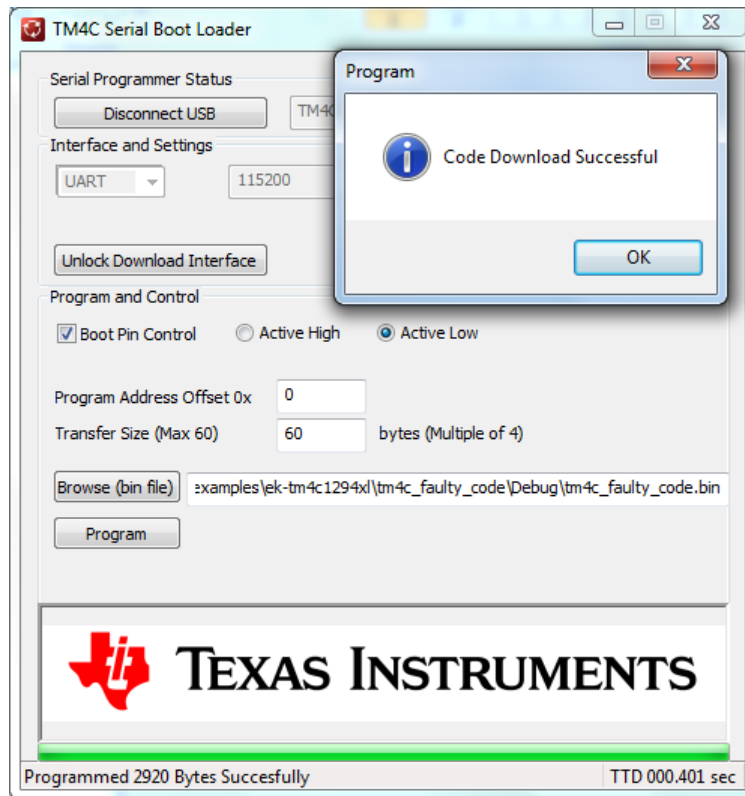 TM4C Serial Boot Loader
Program
Serial Programmer Status
Disconnect USB
Code Download Successful
OK
Interface and Settings
UART 115200
Unlock Download Interface
Program and Control
Boot Pin Control Active High Active Low
Program Address Offset 0x 0
Transfer Size (Max 60) 60 bytes (Multiple of 4)
Browse (bin file) examples\ek-tm4c1294xl\tm4c_faulty_code\Debug\tm4c_faulty_code.bin
Program
TEXAS INSTRUMENTS
Programmed 2920 Bytes Succesfully TTD 000.401 sec